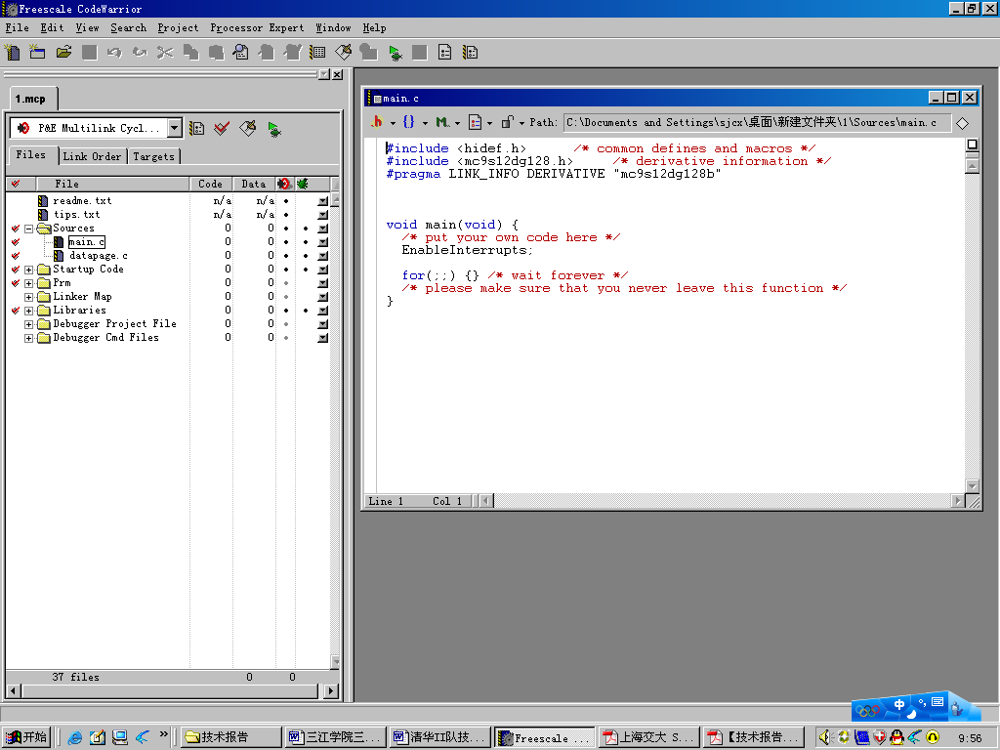 Freescale CodeWarrior
File Edit View Search Project Processor Expert Window Help
1.mcp
P&E Multilink Cycl...
Files Link Order Targets
File Code Data
readme.txt n/a n/a
tips.txt n/a n/a
Sources 0 0
main.c 0 0
datapage.c 0 0
Startup Code 0 0
Prm 0 0
Linker Map 0 0
Libraries 0 0
Debugger Project File 0 0
Debugger Cmd Files 0 0
37 files 0 0
main.c
.h {} M. Path: C:\Documents and Settings\sjcx\桌面\新建文件夹\1\Sources\main.c
#include <hidef.h> /* common defines and macros */
#include <mc9s12dg128.h> /* derivative information */
#pragma LINK_INFO DERIVATIVE "mc9s12dg128b"
void main(void) {
/* put your own code here */
EnableInterrupts;
for(;;) {} /* wait forever */
/* please make sure that you never leave this function */
}
Line 1 Col 1
中 °,
开始 » 技术报告 三江学院三... 清华II队技... Freescale ... 上海交大 S... 【技术报告... 9:56